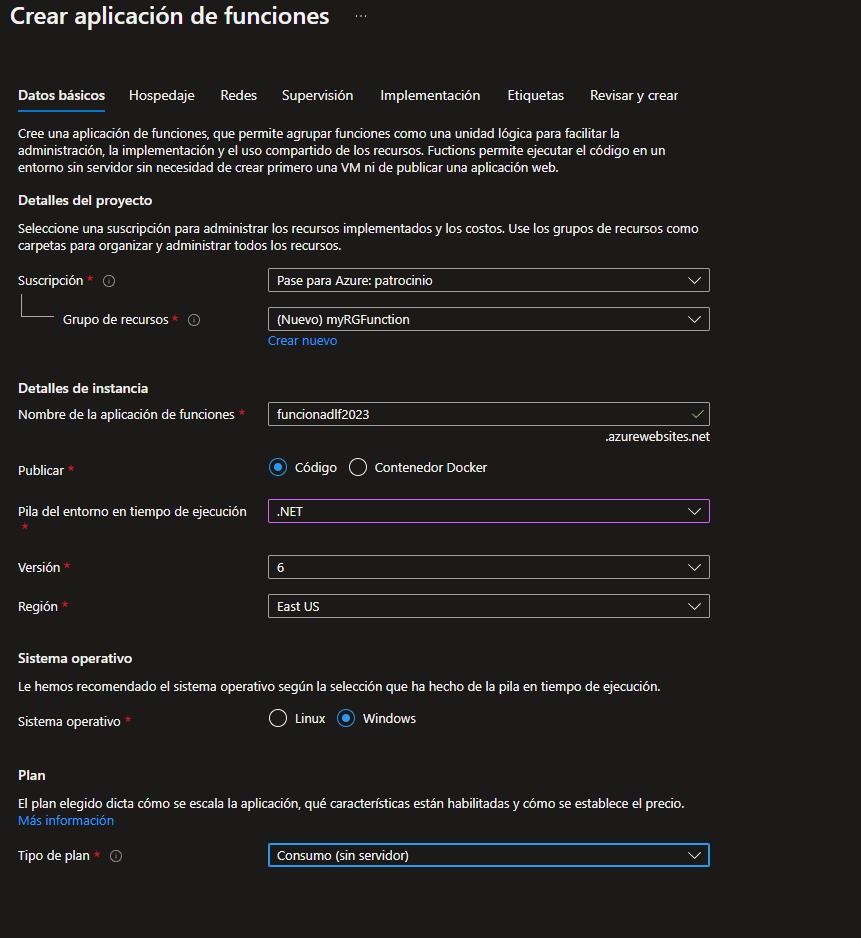 Crear aplicación de funciones ...
Datos básicos Hospedaje Redes Supervisión Implementación Etiquetas Revisar y crear
Cree una aplicación de funciones, que permite agrupar funciones como una unidad lógica para facilitar la
administración, la implementación y el uso compartido de los recursos. Fuctions permite ejecutar el código en un
entorno sin servidor sin necesidad de crear primero una VM ni de publicar una aplicación web.
Detalles del proyecto
Seleccione una suscripción para administrar los recursos implementados y los costos. Use los grupos de recursos como
carpetas para organizar y administrar todos los recursos.
Suscripción * Pase para Azure: patrocinio
Grupo de recursos * (Nuevo) myRGFunction
Crear nuevo
Detalles de instancia
Nombre de la aplicación de funciones * funcionadlf2023
.azurewebsites.net
Publicar * Código Contenedor Docker
Pila del entorno en tiempo de ejecución .NET
*
Versión * 6
Región * East US
Sistema operativo
Le hemos recomendado el sistema operativo según la selección que ha hecho de la pila en tiempo de ejecución.
Sistema operativo * Linux Windows
Plan
El plan elegido dicta cómo se escala la aplicación, qué características están habilitadas y cómo se establece el precio.
Más información
Tipo de plan * Consumo (sin servidor)